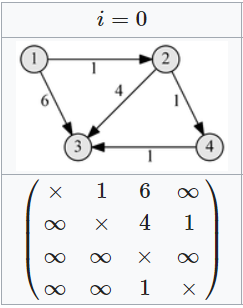 i = 0
1
1
2
6
4
1
3
1
4
× 1 6 ∞
∞ × 4 1
∞ ∞ × ∞
∞ ∞ 1 ×